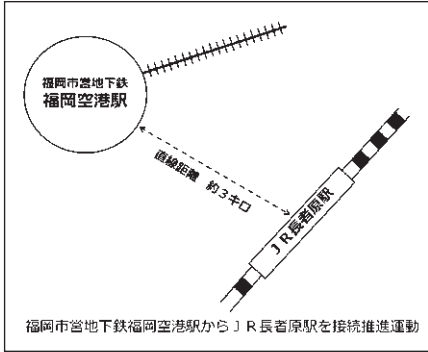 福岡市営地下鉄
福岡空港駅
直線距離 約3キロ
JR長者原駅
福岡市営地下鉄福岡空港駅からJR長者原駅を接続推進運動